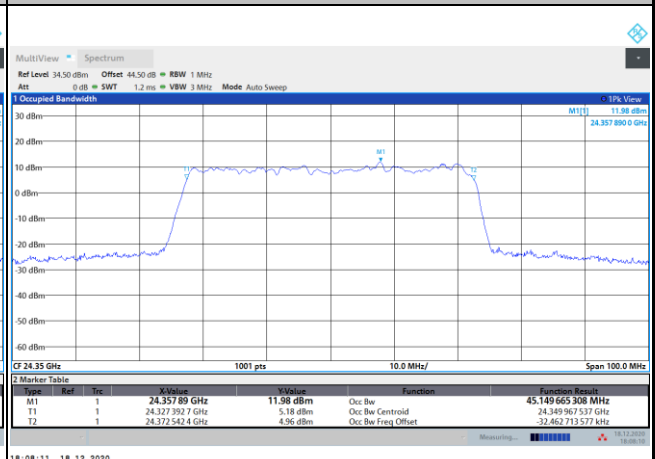 MultiView Spectrum
Ref Level 34.50 dBm Offset 44.50 dB RBW 1 MHz
Att 0 dB SWT 1.2 ms VBW 3 MHz Mode Auto Sweep
1 Occupied Bandwidth 1Pk View
M1[1] 11.98 dBm
24.357 890 0 GHz
30 dBm
20 dBm
M1
10 dBm
T1 T2
0 dBm
-10 dBm
-20 dBm
-30 dBm
-40 dBm
-50 dBm
-60 dBm
CF 24.35 GHz 1001 pts 10.0 MHz/ Span 100.0 MHz
2 Marker Table
Type Ref Trc X-Value Y-Value Function Function Result
M1 1 24.357 89 GHz 11.98 dBm Occ Bw 45.149 665 308 MHz
T1 1 24.327 392 7 GHz 5.18 dBm Occ Bw Centroid 24.349 967 537 GHz
T2 1 24.372 542 4 GHz 4.96 dBm Occ Bw Freq Offset -32.462 713 577 kHz
Measuring... 18.12.2020
18:08:10
18:08:11 18.12.2020